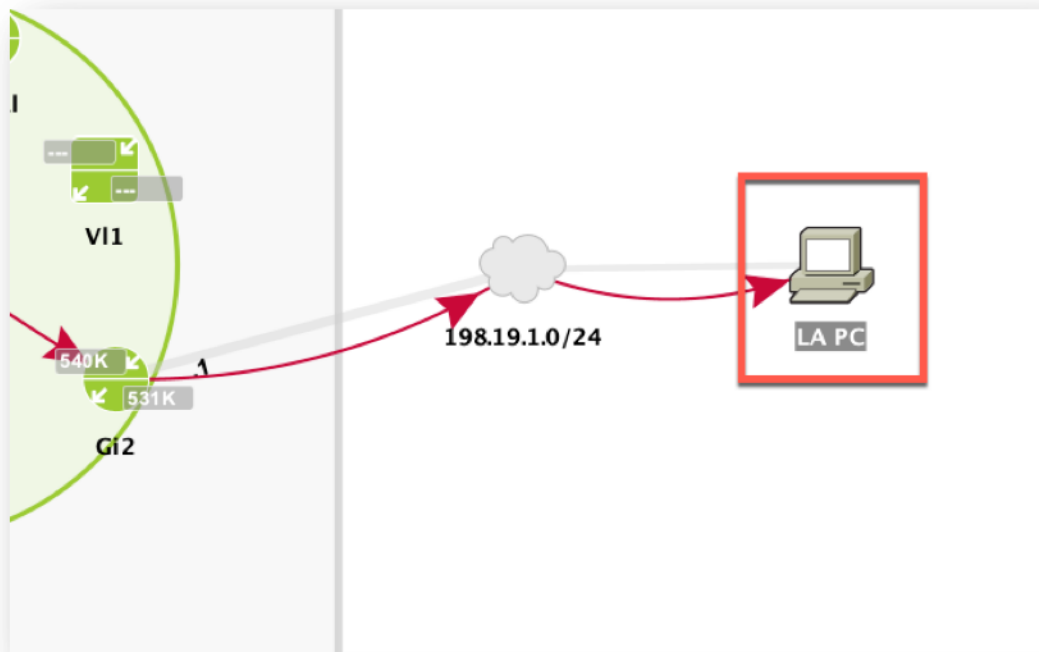 ---
---
Vl1
540K
.1
531K
Gi2
198.19.1.0/24
LA PC